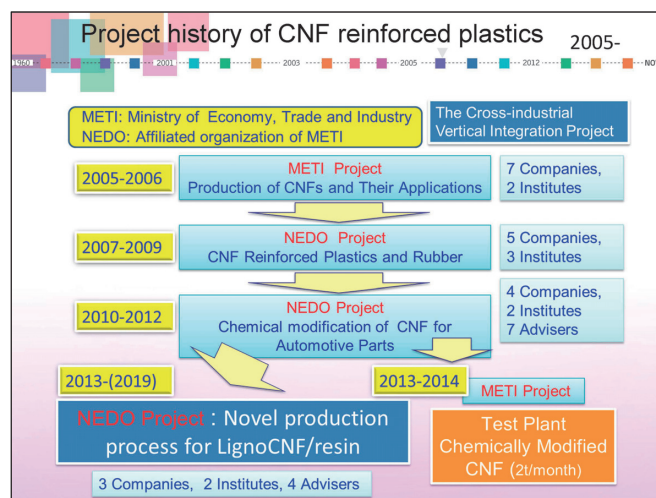 Project history of CNF reinforced plastics
2005-
1960
2001
2003
2005
2012
NOW
METI: Ministry of Economy, Trade and Industry
NEDO: Affiliated organization of METI
The Cross-industrial
Vertical Integration Project
2005-2006
METI Project
Production of CNFs and Their Applications
7 Companies,
2 Institutes
2007-2009
NEDO Project
CNF Reinforced Plastics and Rubber
5 Companies,
3 Institutes
2010-2012
NEDO Project
Chemical modification of CNF for
Automotive Parts
4 Companies,
2 Institutes
7 Advisers
2013-(2019)
NEDO Project : Novel production
process for LignoCNF/resin
3 Companies, 2 Institutes, 4 Advisers
2013-2014
METI Project
Test Plant
Chemically Modified
CNF (2t/month)